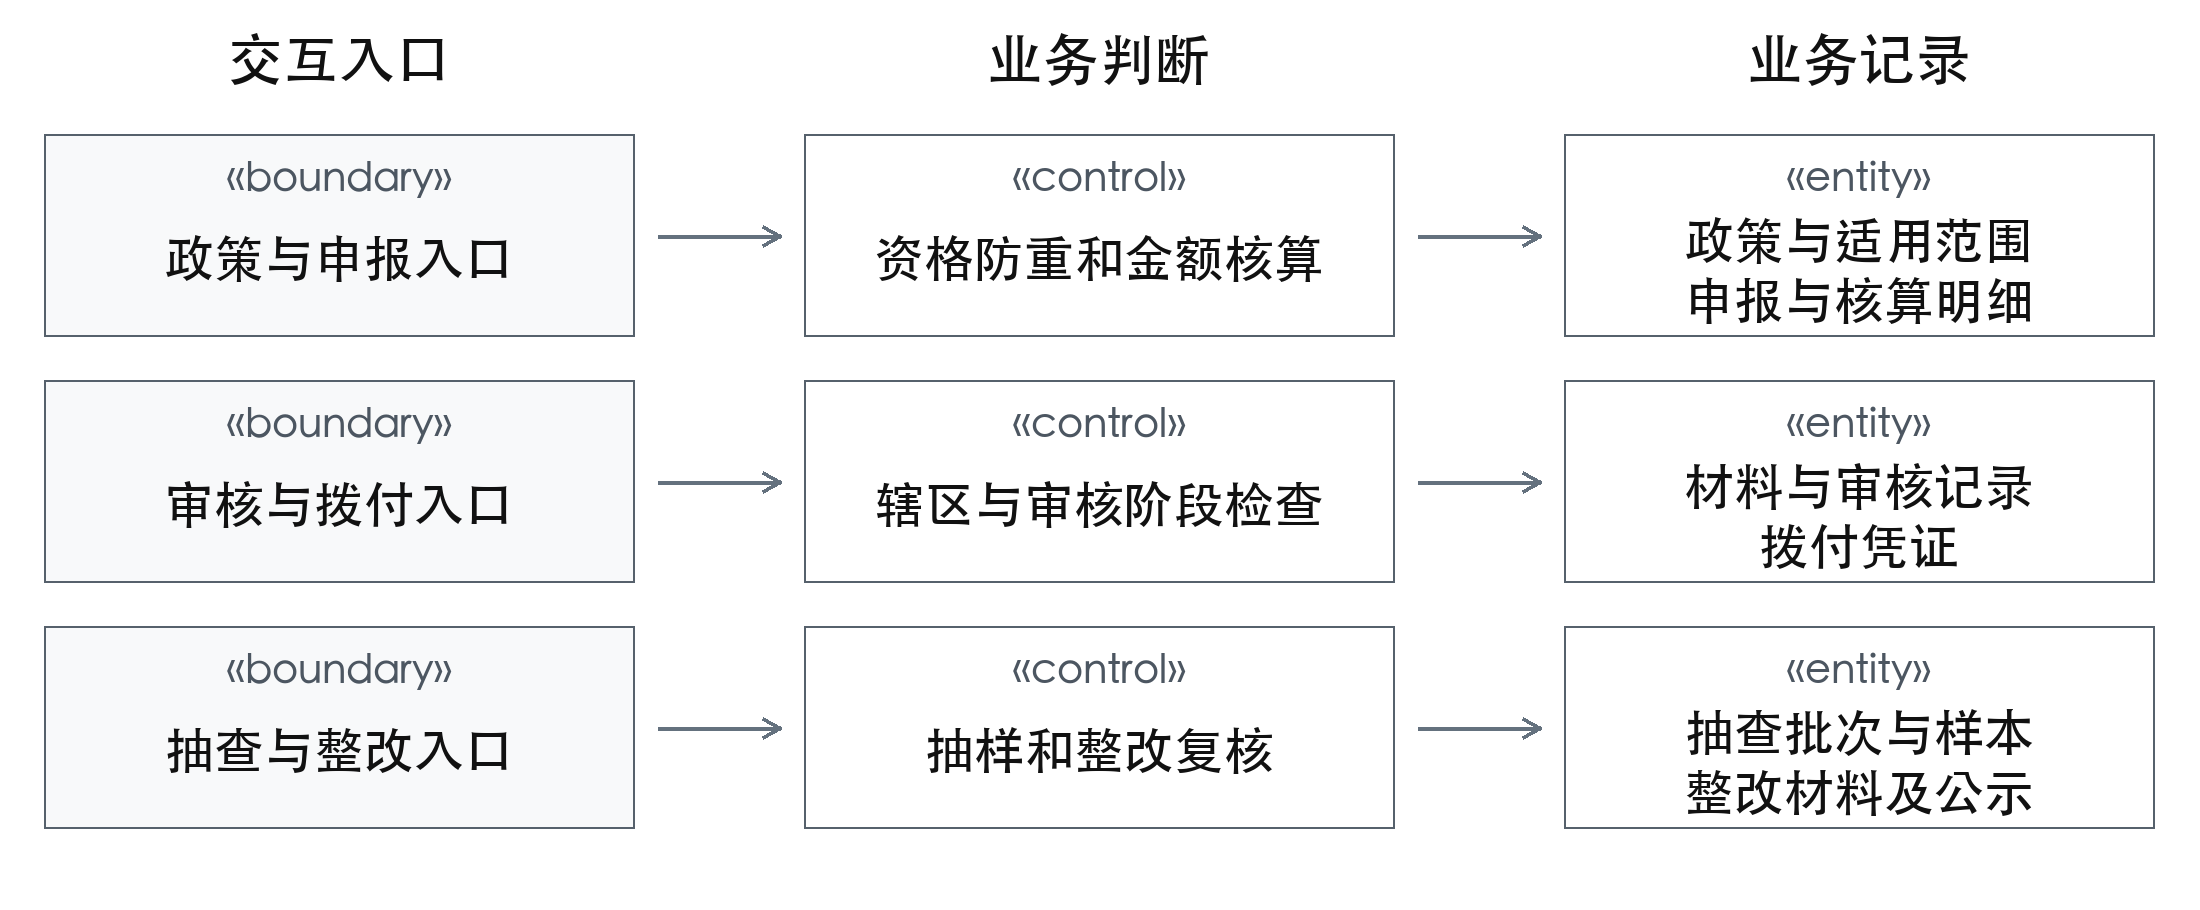 交互入口
业务判断
业务记录
«boundary»
政策与申报入口
«control»
资格防重和金额核算
«entity»
政策与适用范围
申报与核算明细
«boundary»
审核与拨付入口
«control»
辖区与审核阶段检查
«entity»
材料与审核记录
拨付凭证
«boundary»
抽查与整改入口
«control»
抽样和整改复核
«entity»
抽查批次与样本
整改材料及公示